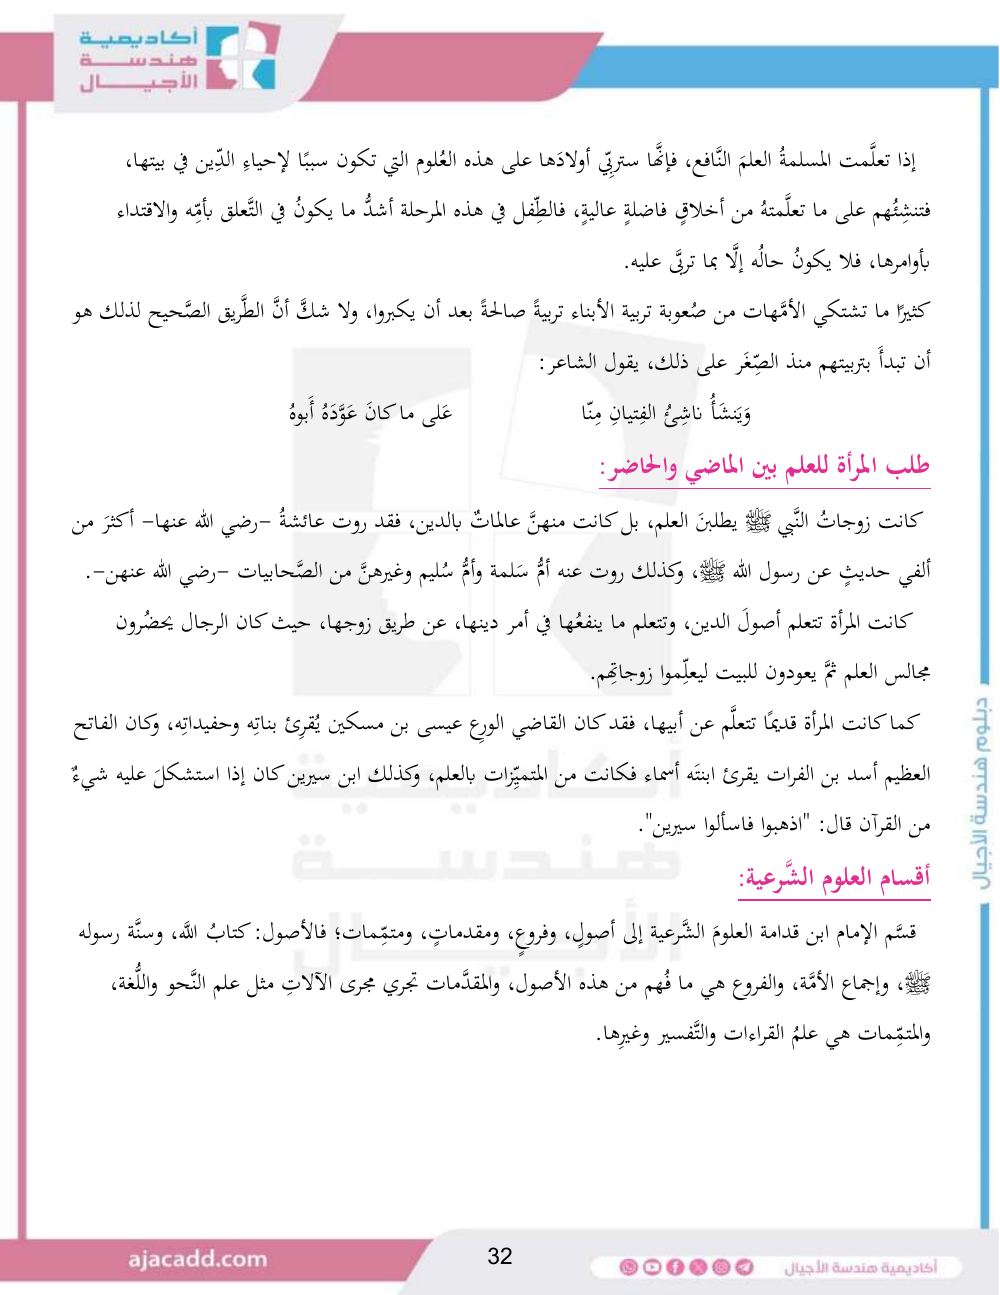 أكاديمية
هندسة
الأجيال
إذا تعلَّمت المسلمةُ العلمَ النَّافع، فإنَّها ستربِّي أولادَها على هذه العُلوم التي تكون سببًا لإحياءِ الدِّين في بيتها،
فتنشِئُهم على ما تعلَّمتهُ من أخلاقٍ فاضلةٍ عاليةٍ، فالطِّفل في هذه المرحلة أشدُّ ما يكونُ في التَّعلق بأمِّه والاقتداء
بأوامرها، فلا يكونُ حالُه إلَّا بما تربَّى عليه.
كثيرًا ما تشتكي الأمَّهات من صُعوبة تربية الأبناء تربيةً صالحةً بعد أن يكبروا، ولا شكَّ أنَّ الطَّريق الصَّحيح لذلك هو
أن تبدأَ بتربيتهم منذ الصِّغَر على ذلك، يقول الشاعر:
وَيَنشَأُ ناشِئُ الفِتيانِ مِنّا عَلى ما كانَ عَوَّدَهُ أَبوهُ
طلب المرأة للعلم بين الماضي والحاضر:
كانت زوجاتُ النَّبي ﷺ يطلبنَ العلم، بل كانت منهنَّ عالماتٌ بالدين، فقد روت عائشةُ -رضي الله عنها- أكثرَ من
ألفي حديثٍ عن رسول الله ﷺ، وكذلك روت عنه أمُّ سَلمة وأمُّ سُليم وغيرهنَّ من الصَّحابيات -رضي الله عنهن-.
كانت المرأة تتعلم أصولَ الدين، وتتعلم ما ينفعُها في أمر دينها، عن طريق زوجها، حيث كان الرجال يحضُرون
مجالس العلم ثمَّ يعودون للبيت ليعلِّموا زوجاتِهم.
كما كانت المرأة قديمًا تتعلَّم عن أبيها، فقد كان القاضي الورِع عيسى بن مسكين يُقرِئ بناتِه وحفيداتِه، وكان الفاتح
العظيم أسد بن الفرات يقرئ ابنتَه أسماء فكانت من المتميِّزات بالعلم، وكذلك ابن سيرين كان إذا استشكلَ عليه شيءٌ
من القرآن قال: "اذهبوا فاسألوا سيرين".
أقسام العلوم الشَّرعية:
قسَّم الإمام ابن قدامة العلومَ الشَّرعية إلى أصولٍ، وفروعٍ، ومقدماتٍ، ومتمِّمات؛ فالأصول: كتابُ اللَّه، وسنَّة رسوله
ﷺ، وإجماع الأمَّة، والفروع هي ما فُهم من هذه الأصول، والمقدَّمات تجري مجرى الآلاتِ مثل علم النَّحو واللُّغة،
والمتمِّمات هي علمُ القراءات والتَّفسير وغيرِها.
أكاديمية
هندسة
الأجيال
دبلوم هندسة الأجيال
ajacadd.com
32
أكاديمية هندسة الأجيال